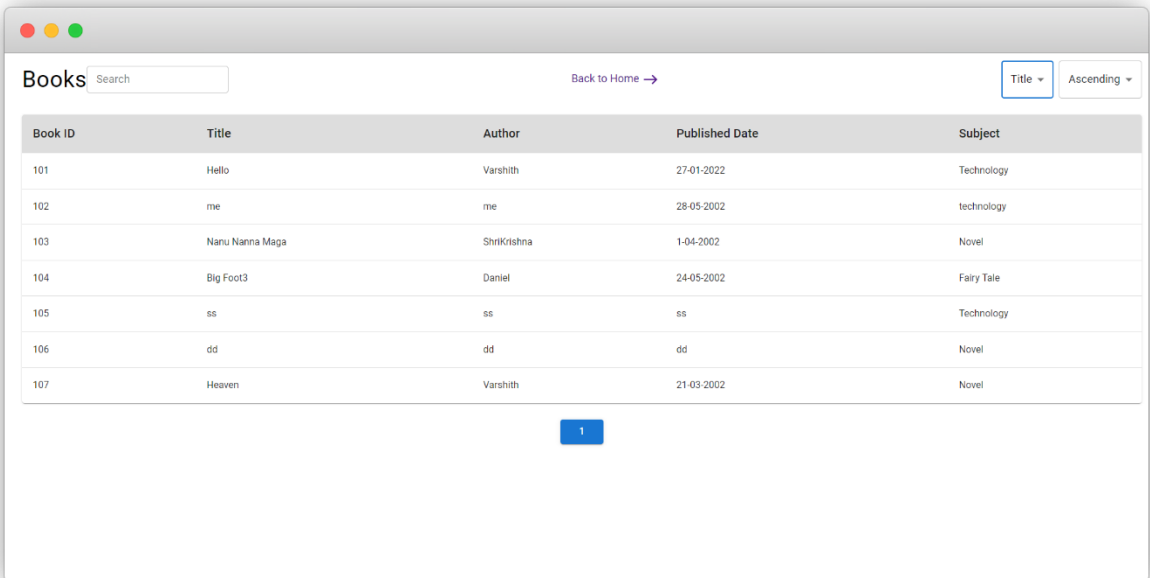 Books Search Back to Home → Title Ascending
Book ID Title Author Published Date Subject
101 Hello Varshith 27-01-2022 Technology
102 me me 28-05-2002 technology
103 Nanu Nanna Maga ShriKrishna 1-04-2002 Novel
104 Big Foot3 Daniel 24-05-2002 Fairy Tale
105 ss ss ss Technology
106 dd dd dd Novel
107 Heaven Varshith 21-03-2002 Novel
1